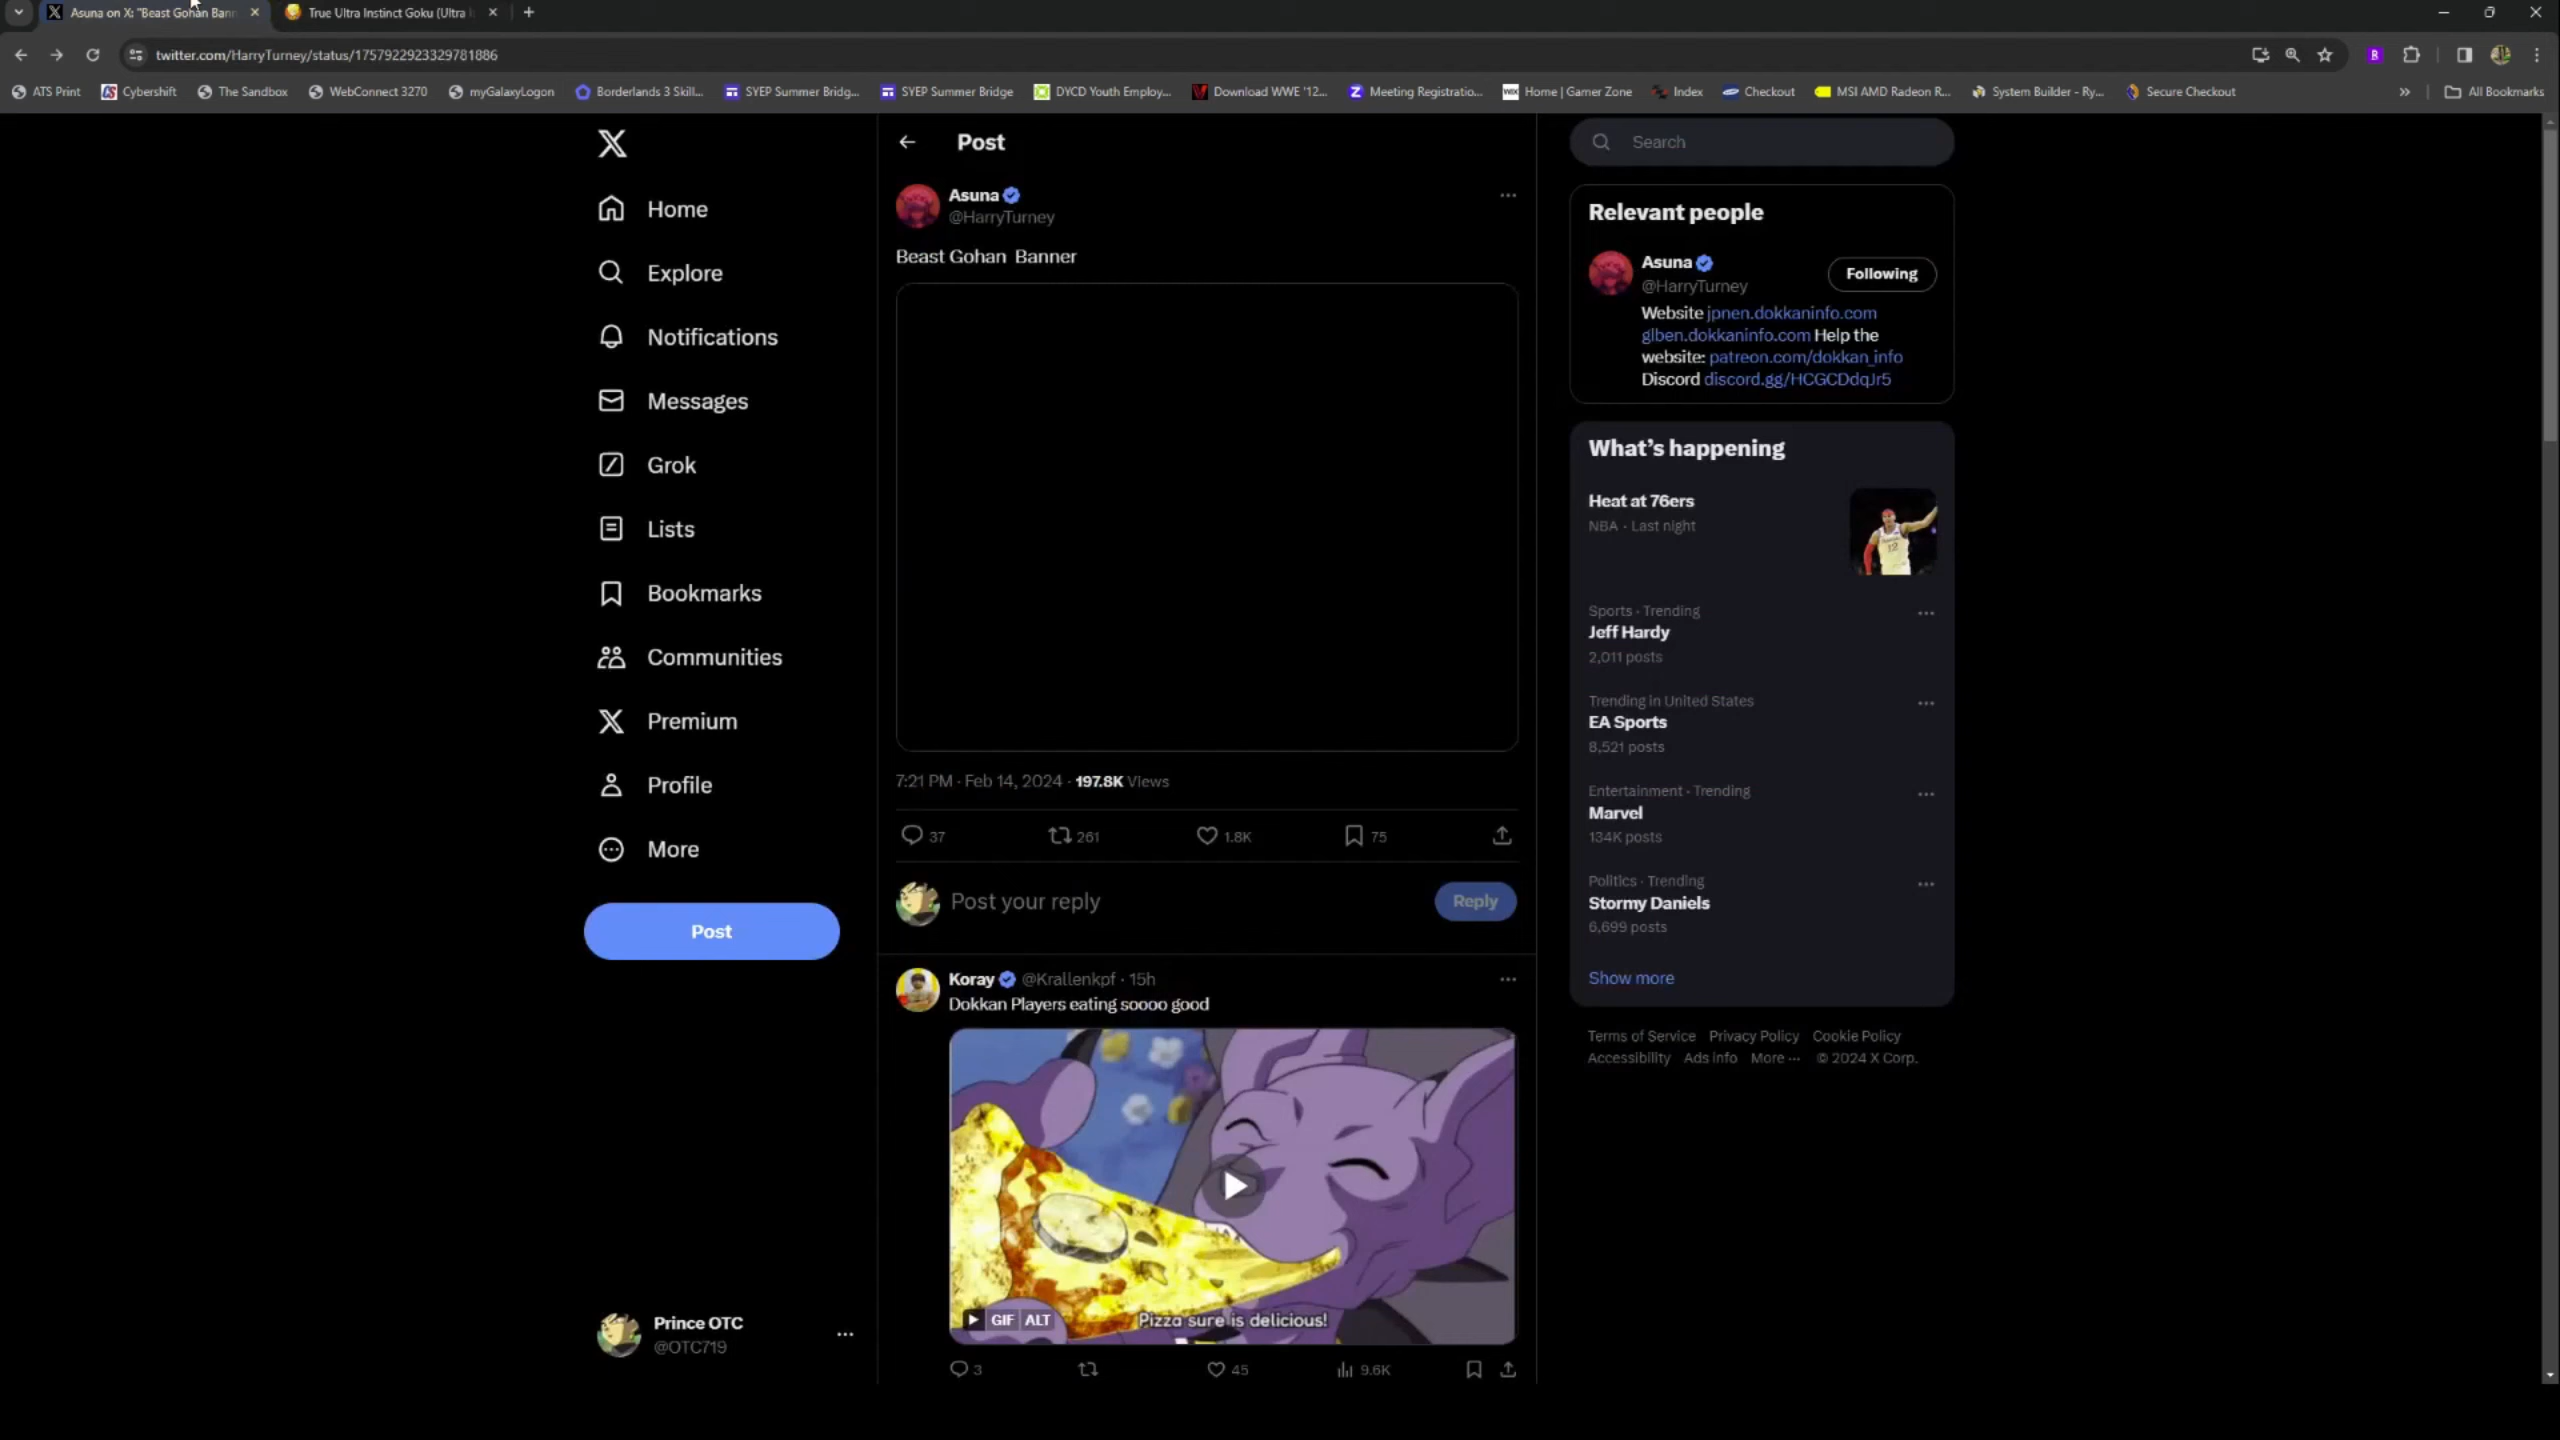 Asuna on X: "Beast Gohan Bann
True Ultra Instinct Goku (Ultra I
twitter.com/HarryTurney/status/1757922923329781886
ATS Print
Cybershift
The Sandbox
WebConnect 3270
myGalaxyLogon
Borderlands 3 Skill...
SYEP Summer Bridg...
SYEP Summer Bridge
DYCD Youth Employ...
Download WWE '12...
Meeting Registratio...
Home | Gamer Zone
Index
Checkout
MSI AMD Radeon R...
System Builder - Ry...
Secure Checkout
All Bookmarks
Home
Explore
Notifications
Messages
Grok
Lists
Bookmarks
Communities
Premium
Profile
More
Post
Prince OTC
@OTC719
Post
Asuna
@HarryTurney
Beast Gohan Banner
7:21 PM · Feb 14, 2024 · 197.8K Views
37
261
1.8K
75
Post your reply
Reply
Koray @Krallenkpf · 15h
Dokkan Players eating soooo good
GIF ALT
Pizza sure is delicious!
3
45
9.6K
Search
Relevant people
Asuna
@HarryTurney
Following
Website jpnen.dokkaninfo.com
glben.dokkaninfo.com Help the
website: patreon.com/dokkan_info
Discord discord.gg/HCGCDdqJr5
What's happening
Heat at 76ers
NBA · Last night
12
Sports · Trending
Jeff Hardy
2,011 posts
Trending in United States
EA Sports
8,521 posts
Entertainment · Trending
Marvel
134K posts
Politics · Trending
Stormy Daniels
6,699 posts
Show more
Terms of Service Privacy Policy Cookie Policy
Accessibility Ads info More ··· © 2024 X Corp.